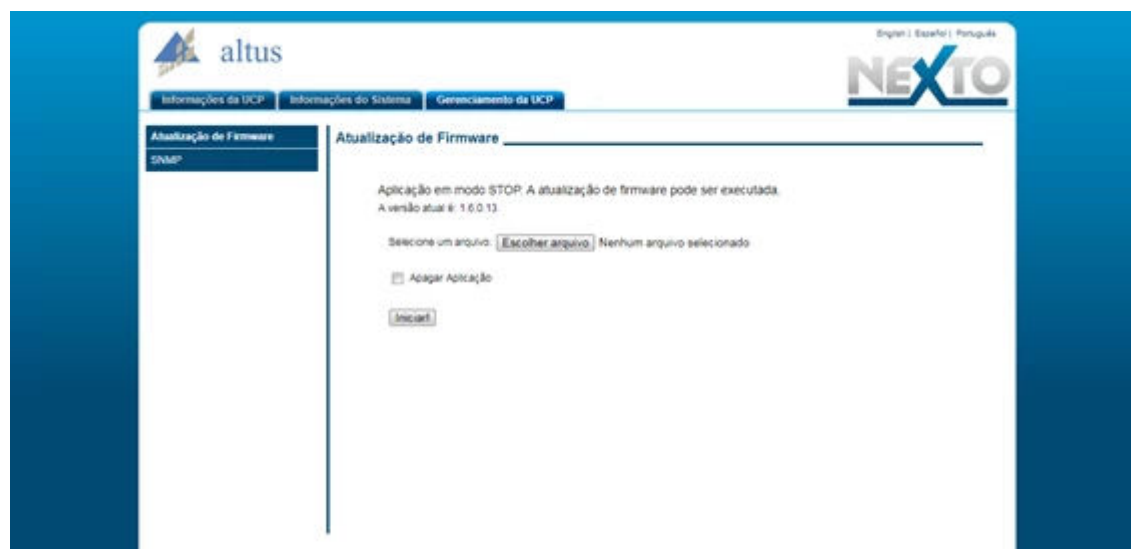 English | Español | Português
altus
NEXTO
Informações da UCP
Informações do Sistema
Gerenciamento da UCP
Atualização de Firmware
SNMP
Atualização de Firmware
Aplicação em modo STOP. A atualização de firmware pode ser executada.
A versão atual é: 1.6.0.13
Selecione um arquivo: Escolher arquivo Nenhum arquivo selecionado
Apagar Aplicação
Iniciar!